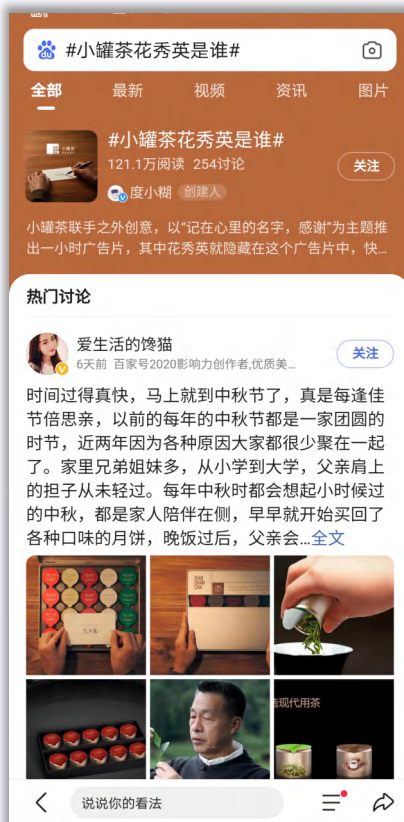 #小罐茶花秀英是谁#
全部 最新 视频 资讯 图片
#小罐茶花秀英是谁#
121.1万阅读 254讨论
关注
度小糊 创建人
小罐茶联手之外创意，以“记在心里的名字，感谢”为主题推
出一小时广告片，其中花秀英就隐藏在这个广告片中，快...
热门讨论
爱生活的馋猫
6天前 百家号2020影响力创作者,优质美...
关注
时间过得真快，马上就到中秋节了，真是每逢佳
节倍思亲，以前的每年的中秋节都是一家团圆的
时节，近两年因为各种原因大家都很少聚在一起
了。家里兄弟姐妹多，从小学到大学，父亲肩上
的担子从未轻过。每年中秋时都会想起小时候过
的中秋，都是家人陪伴在侧，早早就开始买回了
各种口味的月饼，晚饭过后，父亲会...全文
造现代用茶
说说你的看法